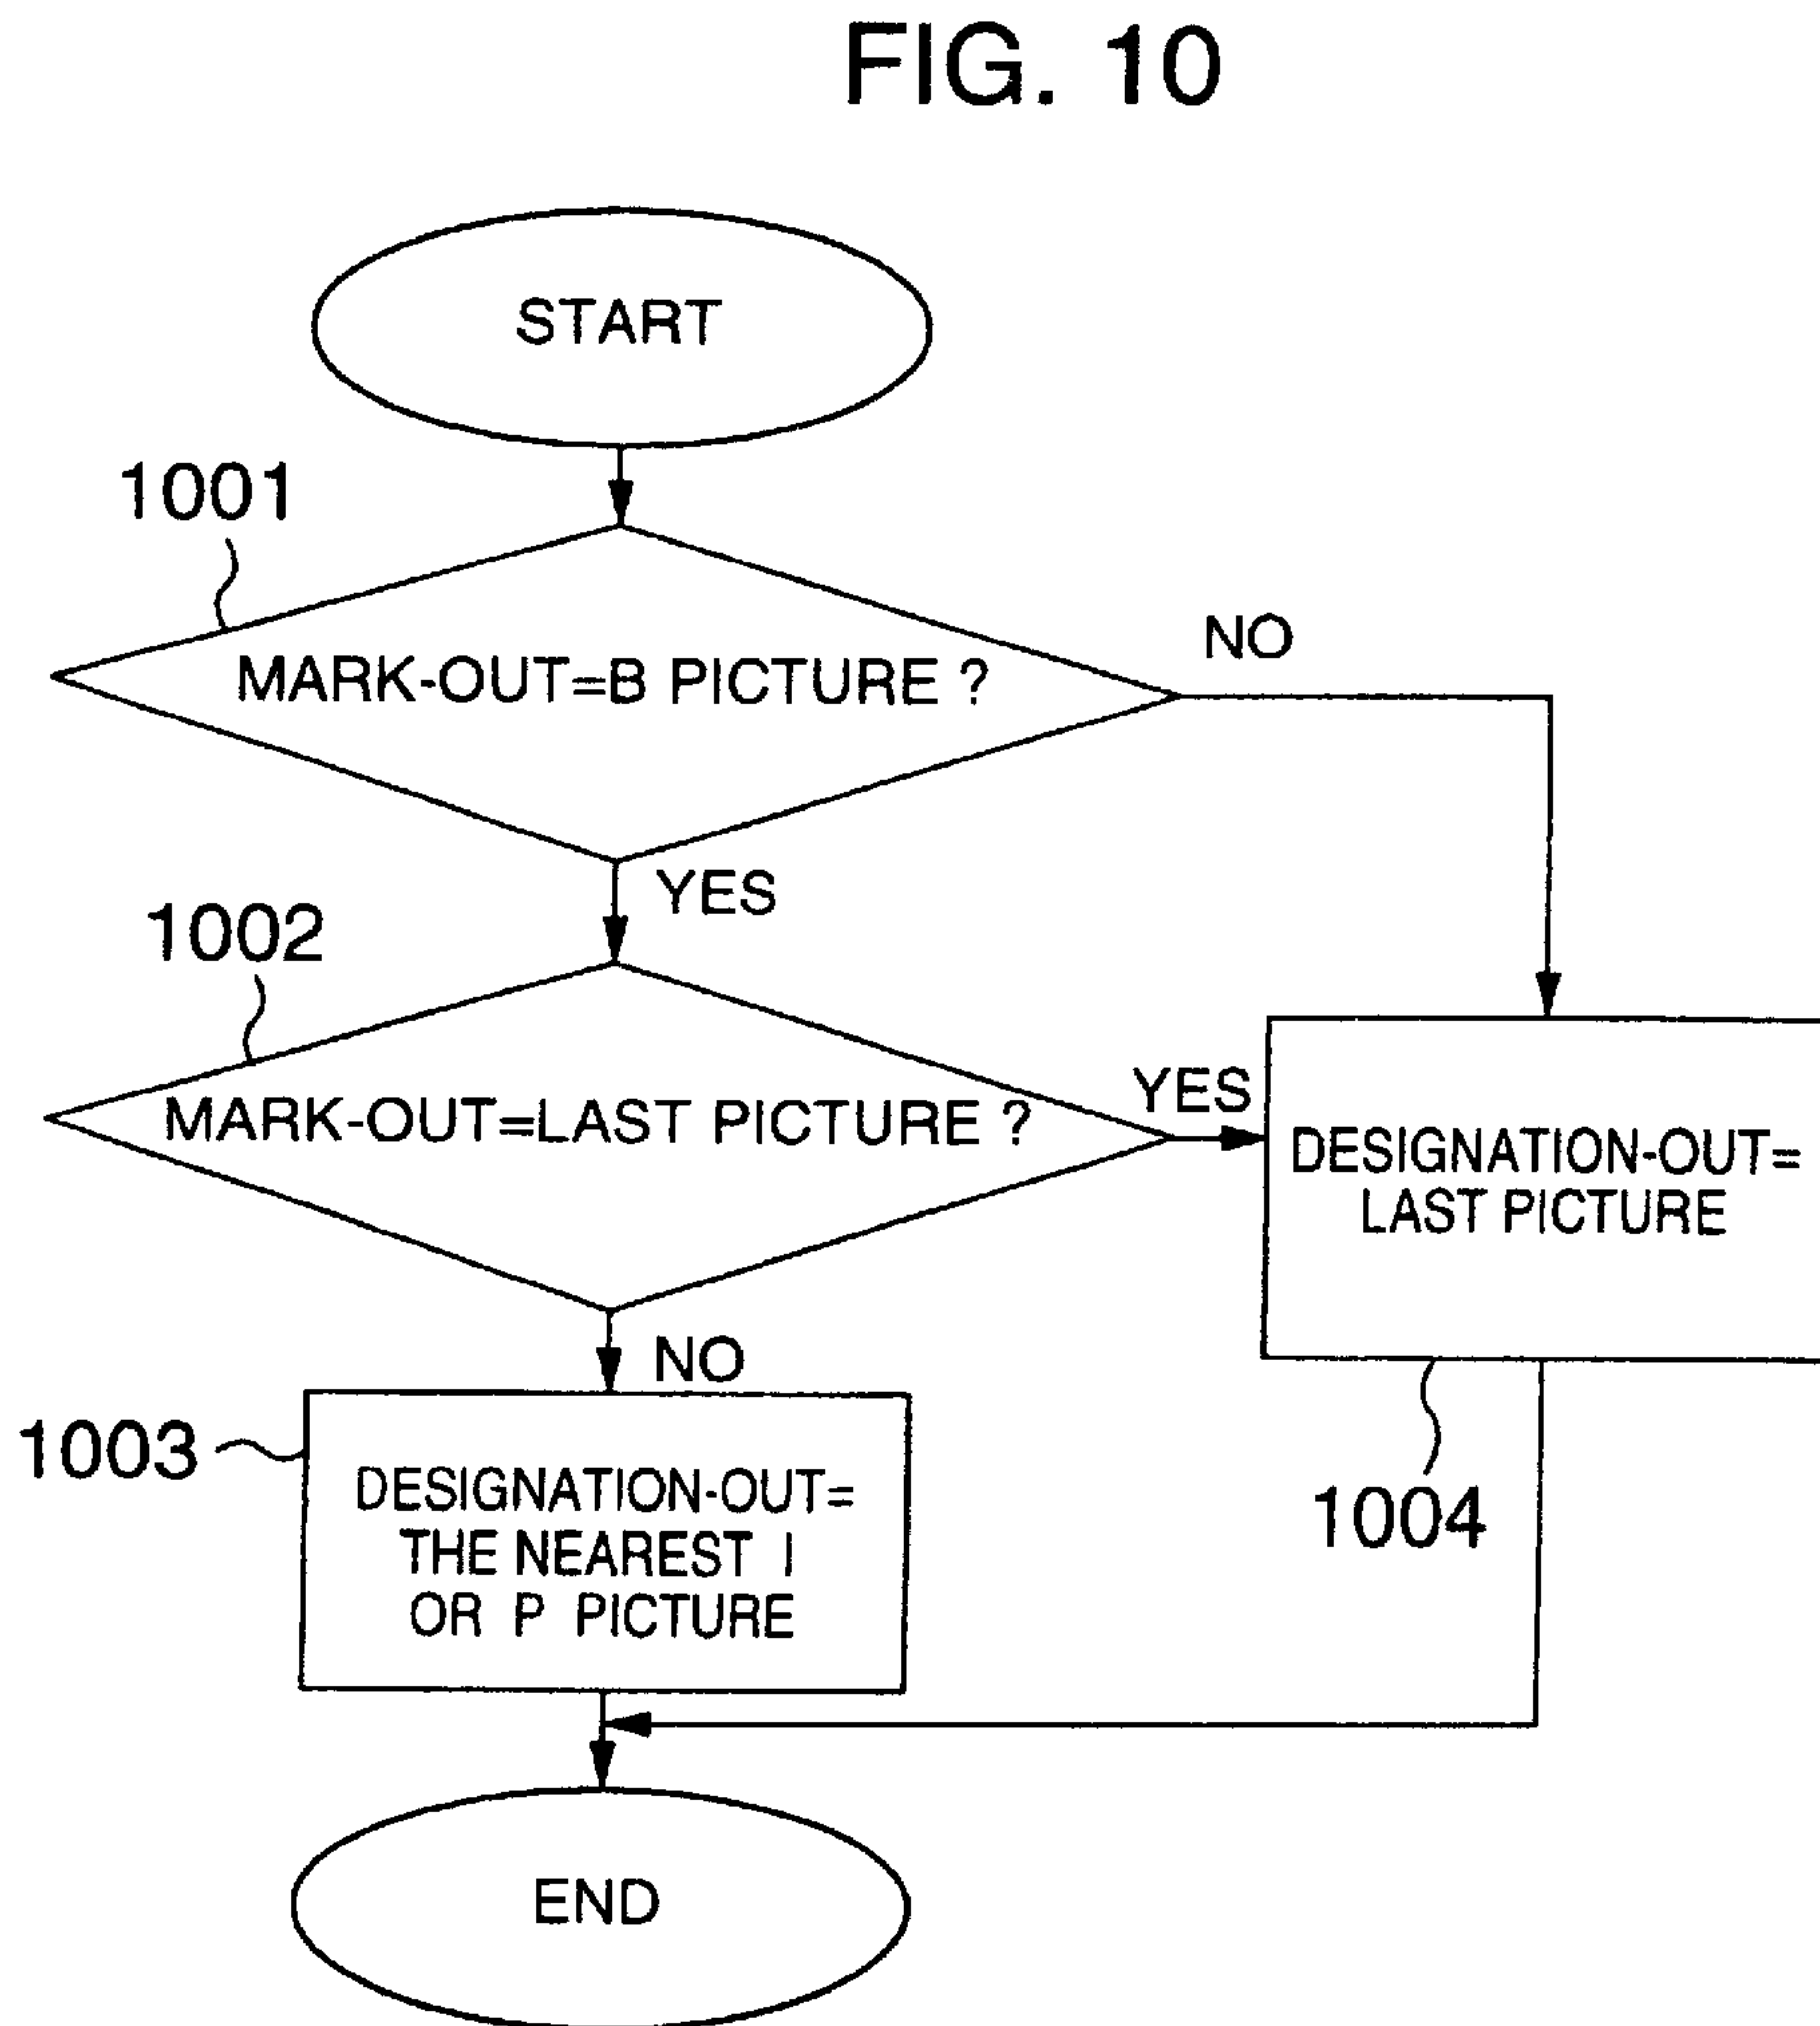 FIG. 10
START
1001
MARK-OUT=B PICTURE ?
NO
YES
1002
MARK-OUT=LAST PICTURE ?
YES
DESIGNATION-OUT=
LAST PICTURE
NO
1003
DESIGNATION-OUT=
THE NEAREST I
OR P PICTURE
1004
END